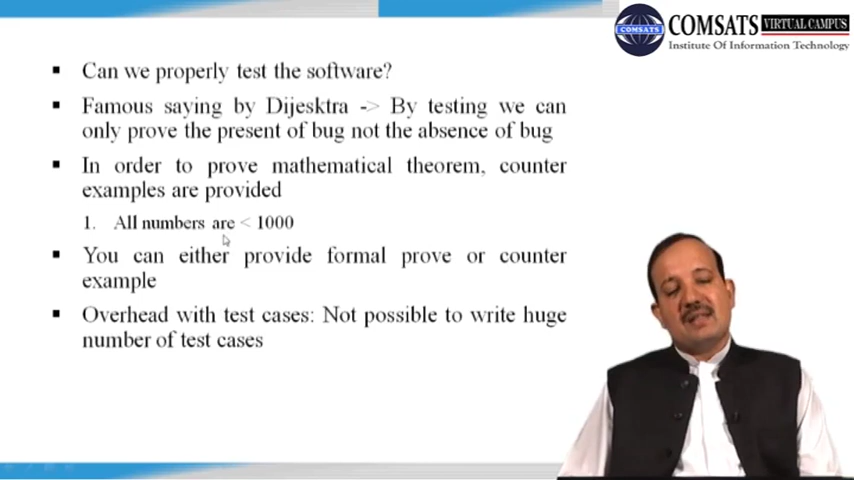 COMSATS VIRTUAL CAMPUS
Institute Of Information Technology
Can we properly test the software?
Famous saying by Dijesktra -> By testing we can
only prove the present of bug not the absence of bug
In order to prove mathematical theorem, counter
examples are provided
1. All numbers are < 1000
You can either provide formal prove or counter
example
Overhead with test cases: Not possible to write huge
number of test cases